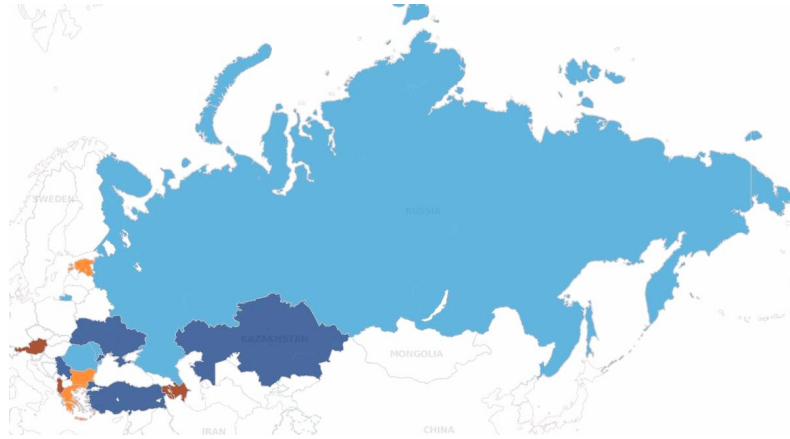 SWEDEN
RUSSIA
KAZAKHSTAN
MONGOLIA
IRAN
CHINA